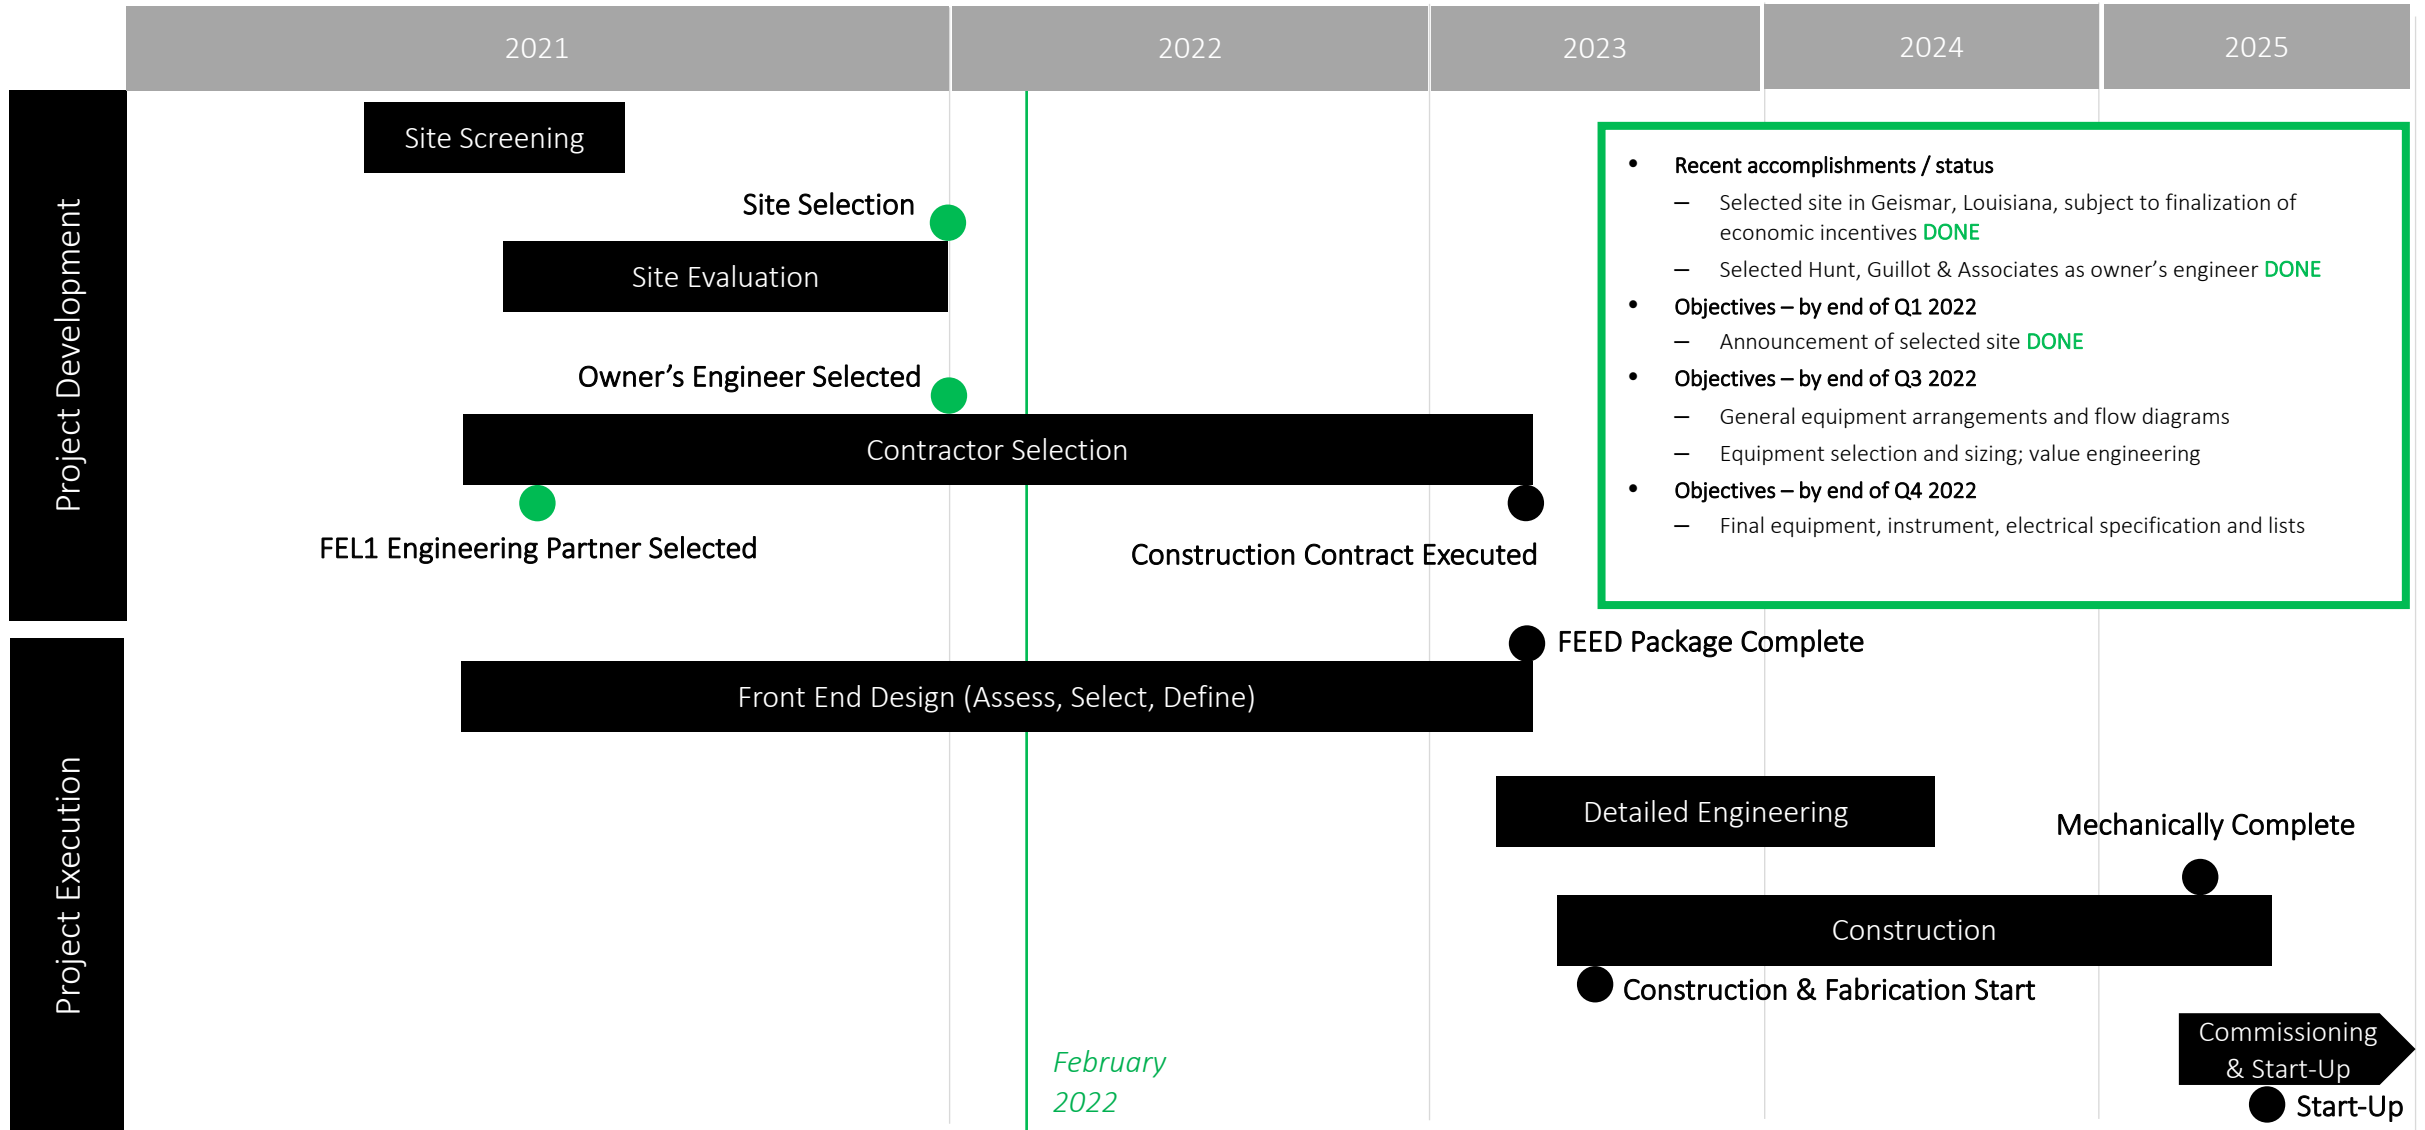 2021
2022
2023
2024
2025
Project Development
Site Screening
Site Selection
Site Evaluation
Owner’s Engineer Selected
Contractor Selection
FEL1 Engineering Partner Selected
Construction Contract Executed
• Recent accomplishments / status
– Selected site in Geismar, Louisiana, subject to finalization of
economic incentives DONE
– Selected Hunt, Guillot & Associates as owner’s engineer DONE
• Objectives – by end of Q1 2022
– Announcement of selected site DONE
• Objectives – by end of Q3 2022
– General equipment arrangements and flow diagrams
– Equipment selection and sizing; value engineering
• Objectives – by end of Q4 2022
– Final equipment, instrument, electrical specification and lists
Project Execution
FEED Package Complete
Front End Design (Assess, Select, Define)
Detailed Engineering
Mechanically Complete
Construction
Construction & Fabrication Start
Commissioning
& Start-Up
Start-Up
February
2022